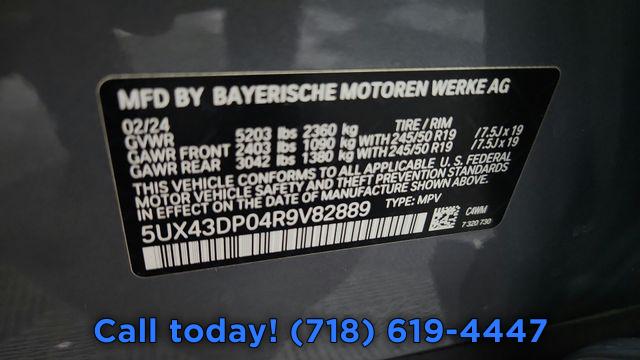 MFD BY BAYERISCHE MOTOREN WERKE AG
02/24 TIRE / RIM
GVWR 5203 lbs 2360 kg
GAWR FRONT 2403 lbs 1090 kg WITH 245/50 R19 / 7.5J x 19
GAWR REAR 3042 lbs 1380 kg WITH 245/50 R19 / 7.5J x 19
THIS VEHICLE CONFORMS TO ALL APPLICABLE U. S. FEDERAL
MOTOR VEHICLE SAFETY AND THEFT PREVENTION STANDARDS
IN EFFECT ON THE DATE OF MANUFACTURE SHOWN ABOVE.
5UX43DP04R9V82889 TYPE: MPV
C4WM
7 320 730
Call today! (718) 619-4447